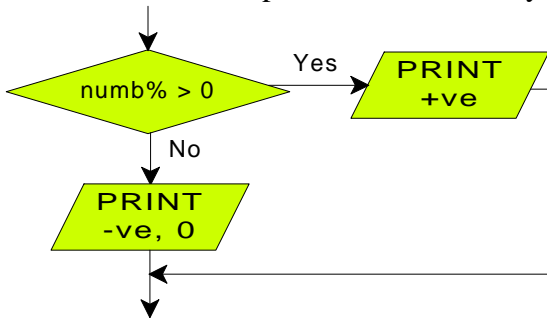 numb% > 0
Yes
PRINT
+ve
No
PRINT
-ve, 0